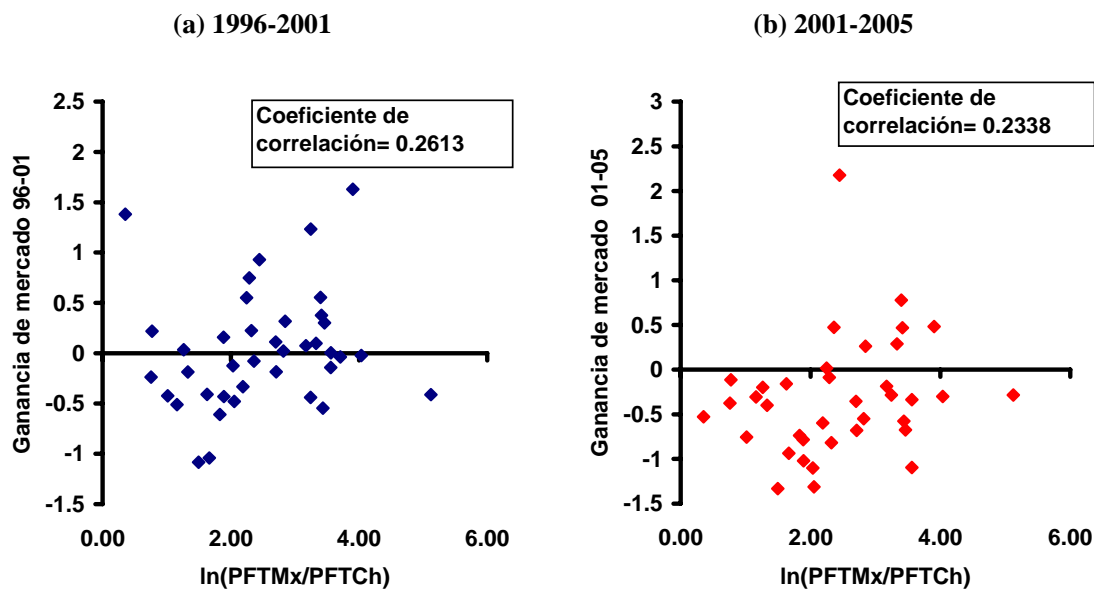 (a) 1996-2001
Coeficiente de
correlación= 0.2613
Ganancia de mercado 96-01
2.5
2
1.5
1
0.5
0
-0.5
-1
-1.5
0.00 2.00 4.00 6.00
ln(PFTMx/PFTCh)
(b) 2001-2005
Coeficiente de
correlación= 0.2338
Ganancia de mercado 01-05
3
2.5
2
1.5
1
0.5
0
-0.5
-1
-1.5
0.00 2.00 4.00 6.00
ln(PFTMx/PFTCh)